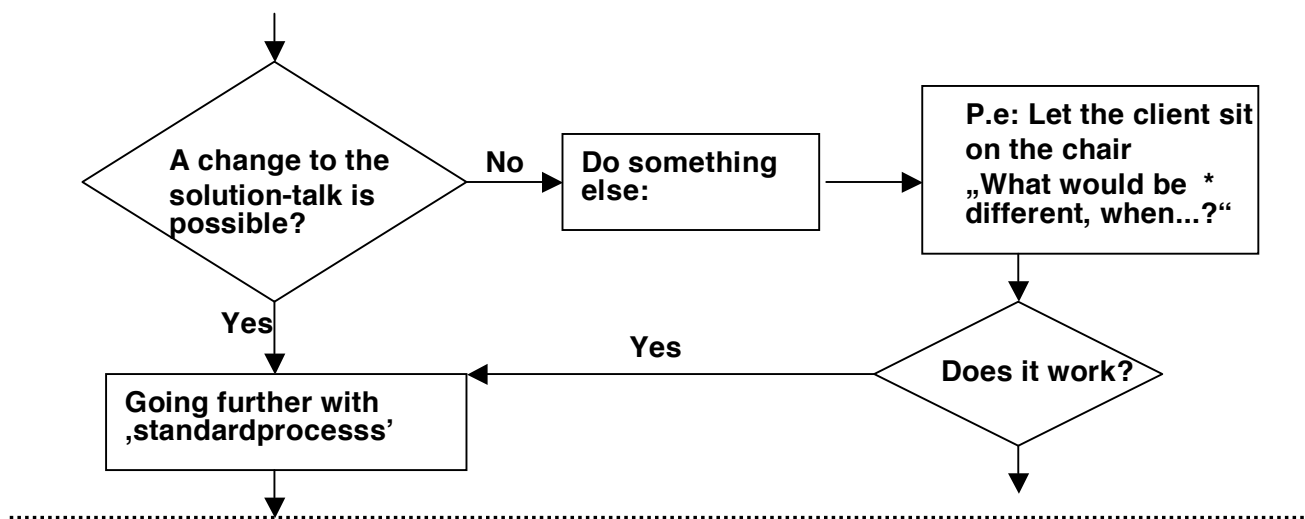 A change to the
solution-talk is
possible?
No
Do something
else:
P.e: Let the client sit
on the chair
„What would be *
different, when...?“
Yes
Going further with
‚standardprocesss’
Yes
Does it work?